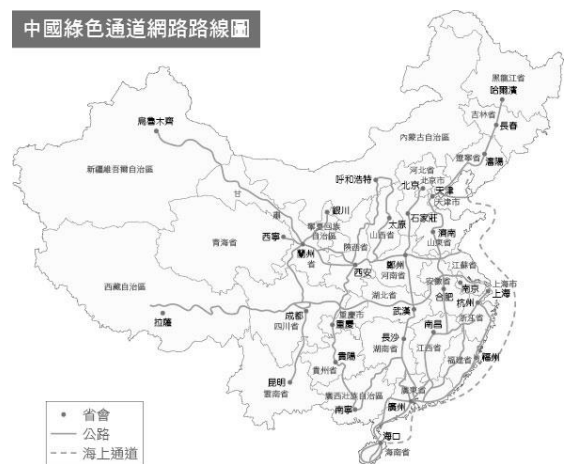 中國綠色通道網路路線圖
黑龍江省
哈爾濱
吉林省
長春
烏魯木齊
內蒙古自治區
遼寧省
瀋陽
新疆維吾爾自治區
呼和浩特
河北省
北京
北京市
天津
天津市
甘
肅
銀川
寧夏回族
自治區
太原
石家莊
山西省
濟南
山東省
青海省
西寧
蘭州
省
陝西省
西安
鄭州
河南省
江蘇省
西藏自治區
拉薩
安徽省
合肥
南京
上海市
上海
湖北省
武漢
杭州
浙江省
成都
四川省
重慶市
重慶
長沙
湖南省
南昌
江西省
貴陽
貴州省
福建省
福州
昆明
雲南省
廣西壯族自治區
南寧
廣東省
廣州
海口
海南省
省會
公路
海上通道